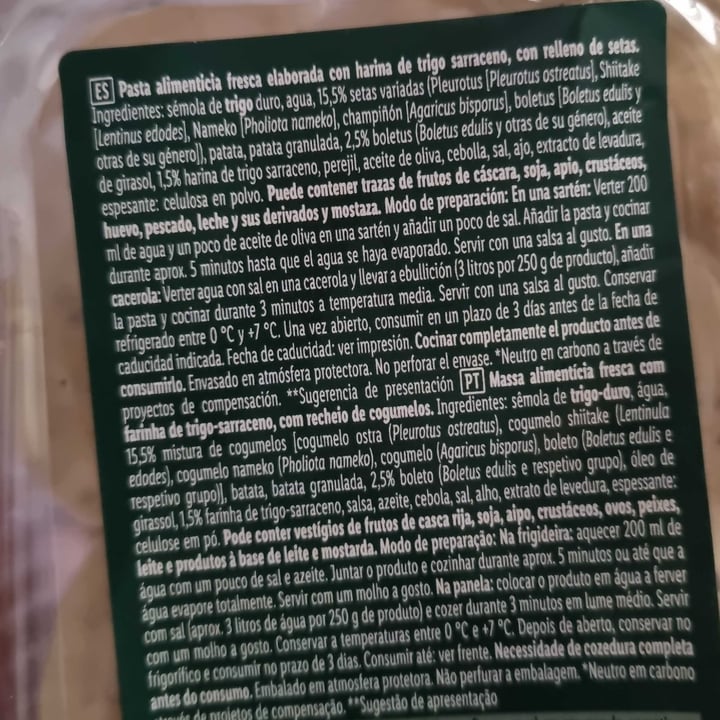 ES Pasta alimenticia fresca elaborada con harina de trigo sarraceno, con relleno de setas.
Ingredientes: sémola de trigo duro, agua, 15,5% setas variadas (Pleurotus [Pleurotus ostreatus], Shiitake
[Lentinus edodes], Nameko [Pholiota nameko], champiñón [Agaricus bisporus], boletus [Boletus edulis y
otras de su género]), patata, patata granulada, 2,5% boletus (Boletus edulis y otras de su género), aceite
de girasol, 1,5% harina de trigo sarraceno, perejil, aceite de oliva, cebolla, sal, ajo, extracto de levadura,
espesante: celulosa en polvo. Puede contener trazas de frutos de cáscara, soja, apio, crustáceos,
huevo, pescado, leche y sus derivados y mostaza. Modo de preparación: En una sartén: Verter 200
ml de agua y un poco de aceite de oliva en una sartén y añadir un poco de sal. Añadir la pasta y cocinar
durante aprox. 5 minutos hasta que el agua se haya evaporado. Servir con una salsa al gusto. En una
cacerola: Verter agua con sal en una cacerola y llevar a ebullición (3 litros por 250 g de producto), añadir
la pasta y cocinar durante 3 minutos a temperatura media. Servir con una salsa al gusto. Conservar
refrigerado entre 0 °C y +7 °C. Una vez abierto, consumir en un plazo de 3 días antes de la fecha de
caducidad indicada. Fecha de caducidad: ver impresión. Cocinar completamente el producto antes de
consumirlo. Envasado en atmósfera protectora. No perforar el envase. *Neutro en carbono a través de
proyectos de compensación. **Sugerencia de presentación PT Massa alimentícia fresca com
farinha de trigo-sarraceno, com recheio de cogumelos. Ingredientes: sémola de trigo-duro, água,
15,5% mistura de cogumelos [cogumelo ostra (Pleurotus ostreatus), cogumelo shiitake (Lentinula
edodes), cogumelo nameko (Pholiota nameko), cogumelo (Agaricus bisporus), boleto (Boletus edulis e
respetivo grupo)], batata, batata granulada, 2,5% boleto (Boletus edulis e respetivo grupo), óleo de
girassol, 1,5% farinha de trigo-sarraceno, salsa, azeite, cebola, sal, alho, extrato de levedura, espessante:
celulose em pó. Pode conter vestígios de frutos de casca rija, soja, aipo, crustáceos, ovos, peixes,
leite e produtos à base de leite e mostarda. Modo de preparação: Na frigideira: aquecer 200 ml de
água com um pouco de sal e azeite. Juntar o produto e cozinhar durante aprox. 5 minutos ou até que a
água evapore totalmente. Servir com um molho a gosto. Na panela: colocar o produto em água a ferver
com sal (aprox. 3 litros de água por 250 g de produto) e cozer durante 3 minutos em lume médio. Servir
com um molho a gosto. Conservar a temperaturas entre 0 °C e +7 °C. Depois de aberto, conservar no
frigorífico e consumir no prazo de 3 dias. Consumir até: ver frente. Necessidade de cozedura completa
antes do consumo. Embalado em atmosfera protetora. Não perfurar a embalagem. *Neutro em carbono
através de projetos de compensação. **Sugestão de apresentação